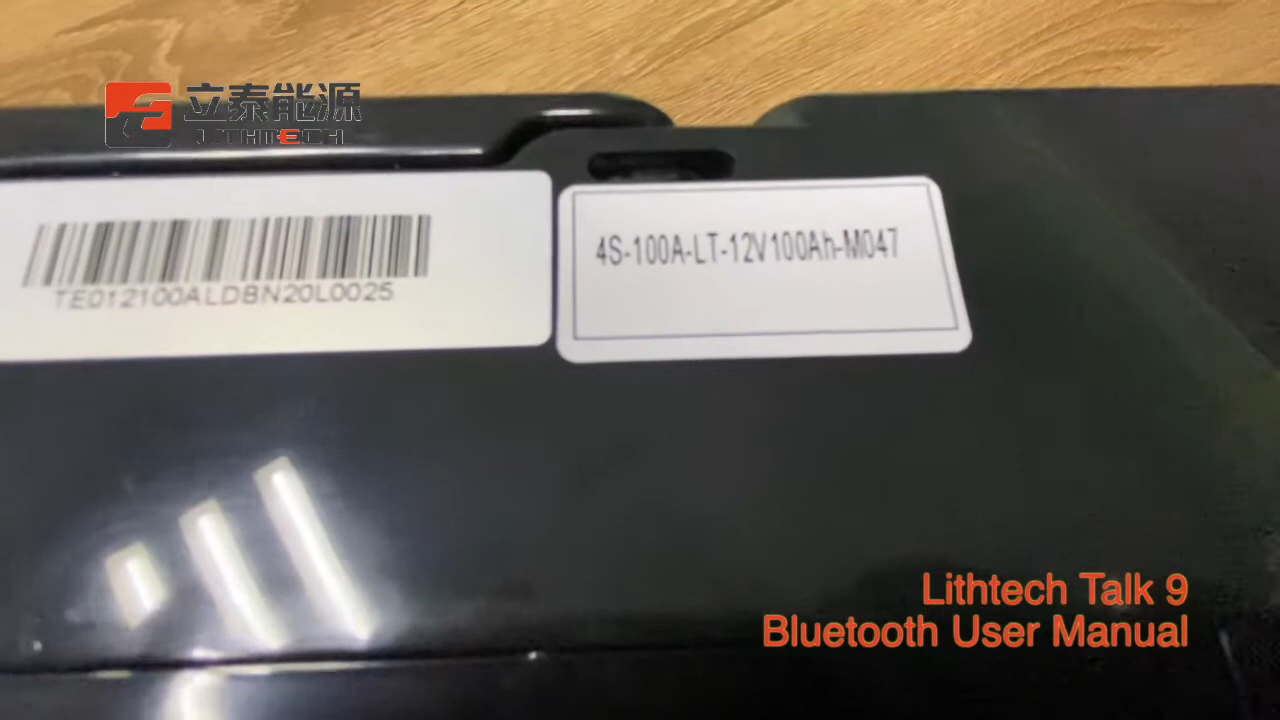 立泰能源
LITHTECH
TE012100ALDBN20L0025
4S-100A-LT-12V100Ah-M047
Lithtech Talk 9
Bluetooth User Manual